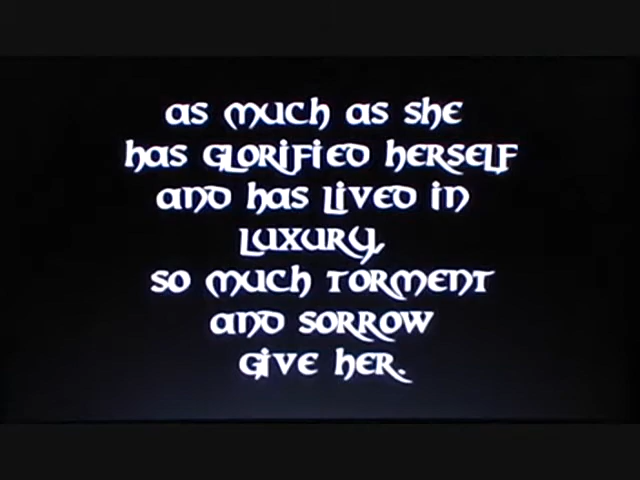 as much as she
has glorified herself
and has lived in
luxury,
so much torment
and sorrow
give her.